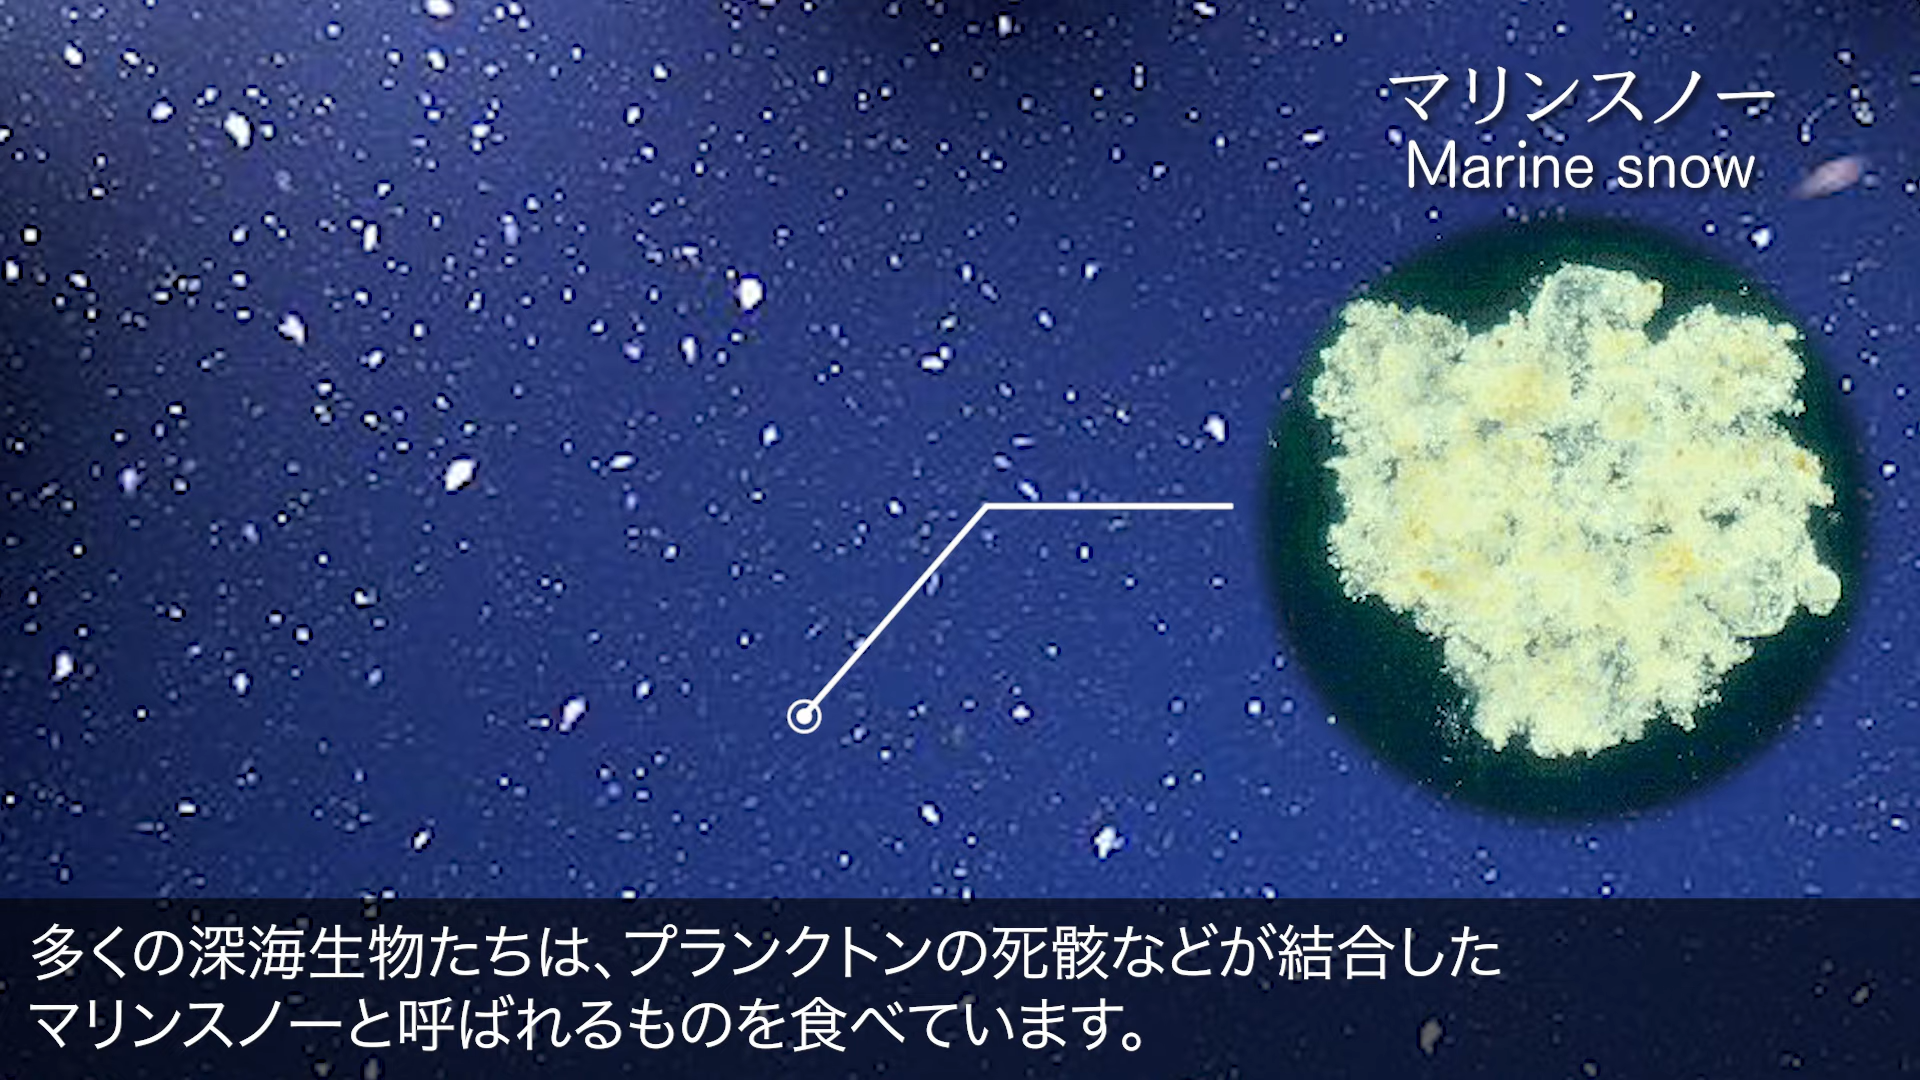 マリンスノー
Marine snow
多くの深海生物たちは、プランクトンの死骸などが結合した
マリンスノーと呼ばれるものを食べています。